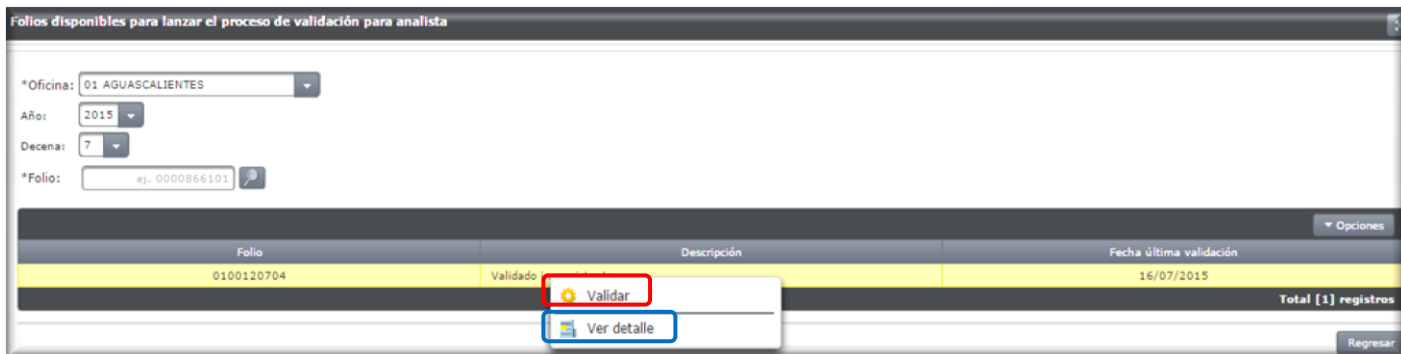 Folios disponibles para lanzar el proceso de validación para analista
*Oficina: 01 AGUASCALIENTES
Año: 2015
Decena: 7
*Folio: ej. 0000866101
Opciones
Folio Descripción Fecha última validación
0100120704 Validado 16/07/2015
Validar
Total [1] registros
Ver detalle
Regresar